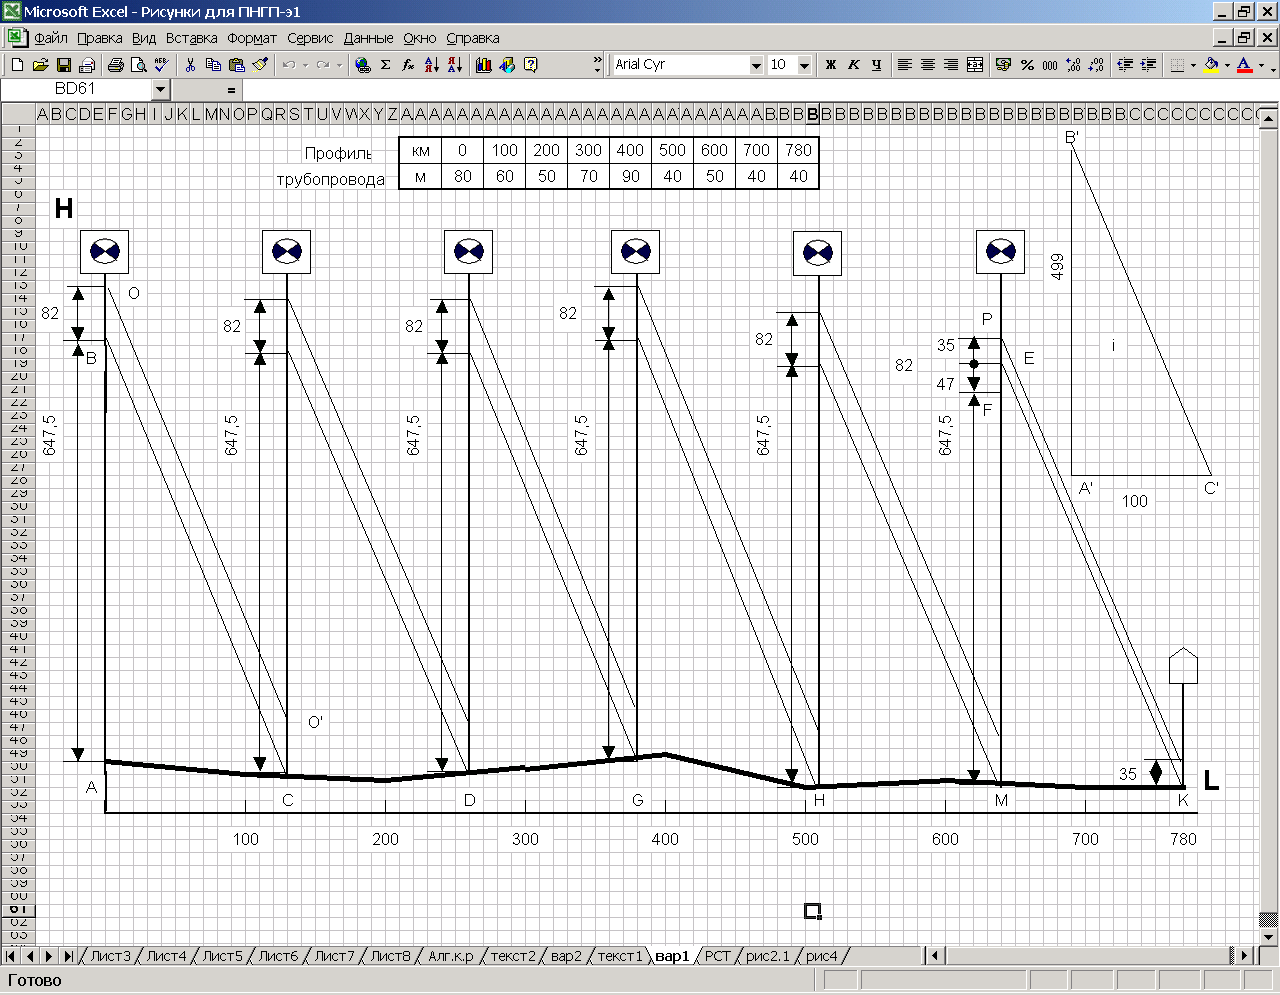 Microsoft Excel - Рисунки для ПНГП-э1
Файл Правка Вид Вставка Формат Сервис Данные Окно Справка
Arial Cyr 10 Ж К Ч
BD61 =
Профиль км 0 100 200 300 400 500 600 700 780
трубопровода м 80 60 50 70 90 40 50 40 40
H
B'
O
82
82
82
82
82
B
P
35
E
82
47
F
499
i
647,5
647,5
647,5
647,5
647,5
647,5
A'
C'
100
O'
35
L
A
C
D
G
H
M
K
100 200 300 400 500 600 700 780
Лист3 Лист4 Лист5 Лист6 Лист7 Лист8 Алг.к.р текст2 вар2 текст1 вар1 РСТ рис2.1 рис4
Готово